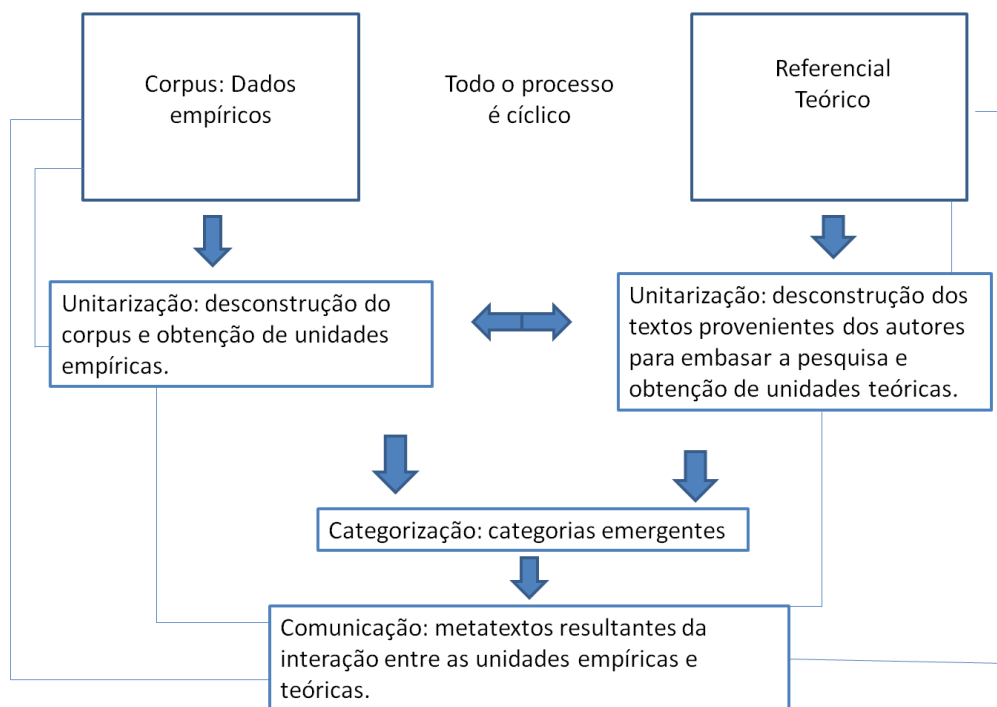 Corpus: Dados
empíricos
Todo o processo
é cíclico
Referencial
Teórico
Unitarização: desconstrução do
corpus e obtenção de unidades
empíricas.
Unitarização: desconstrução dos
textos provenientes dos autores
para embasar a pesquisa e
obtenção de unidades teóricas.
Categorização: categorias emergentes
Comunicação: metatextos resultantes da
interação entre as unidades empíricas e
teóricas.